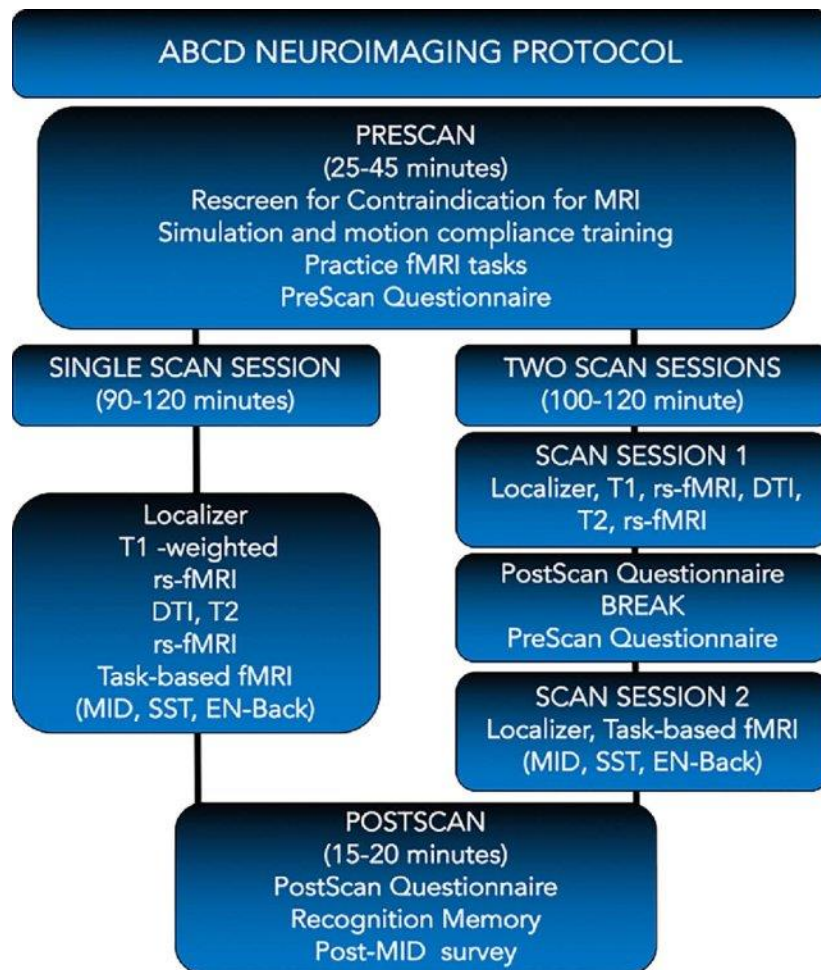 ABCD NEUROIMAGING PROTOCOL
PRESCAN
(25-45 minutes)
Rescreen for Contraindication for MRI
Simulation and motion compliance training
Practice fMRI tasks
PreScan Questionnaire
SINGLE SCAN SESSION
(90-120 minutes)
Localizer
T1 -weighted
rs-fMRI
DTI, T2
rs-fMRI
Task-based fMRI
(MID, SST, EN-Back)
TWO SCAN SESSIONS
(100-120 minute)
SCAN SESSION 1
Localizer, T1, rs-fMRI, DTI,
T2, rs-fMRI
PostScan Questionnaire
BREAK
PreScan Questionnaire
SCAN SESSION 2
Localizer, Task-based fMRI
(MID, SST, EN-Back)
POSTSCAN
(15-20 minutes)
PostScan Questionnaire
Recognition Memory
Post-MID survey